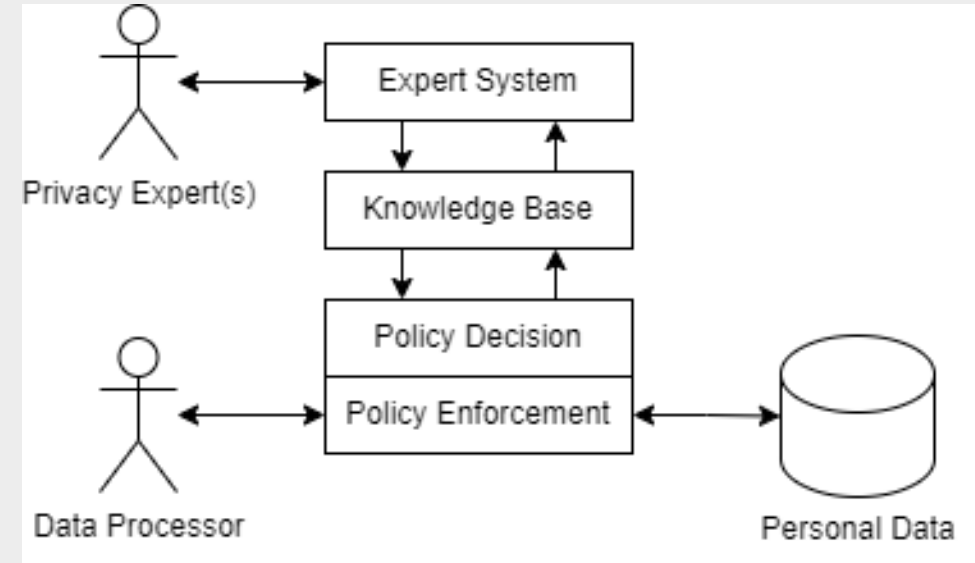 Expert System
Privacy Expert(s)
Knowledge Base
Policy Decision
Policy Enforcement
Data Processor
Personal Data